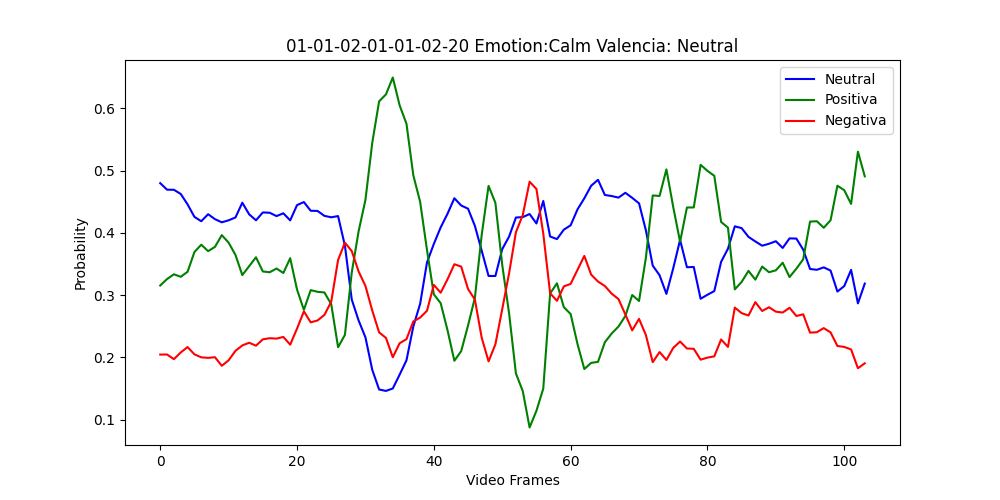 01-01-02-01-01-02-20 Emotion:Calm Valencia: Neutral
Neutral
Positiva
Negativa
Probability
0.6
0.5
0.4
0.3
0.2
0.1
0 20 40 60 80 100
Video Frames